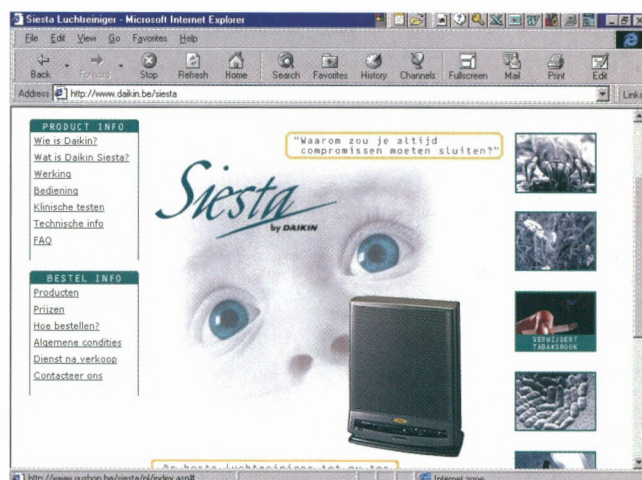 Siesta Luchtreiniger - Microsoft Internet Explorer
File Edit View Go Favorites Help
Back Forward Stop Refresh Home Search Favorites History Channels Fullscreen Mail Print Edit
Address http://www.daikin.be/siesta Links
PRODUCT INFO
Wie is Daikin?
Wat is Daikin Siesta?
Werking
Bediening
Klinische testen
Technische info
FAQ
BESTEL INFO
Producten
Prijzen
Hoe bestellen?
Algemene condities
Dienst na verkoop
Contacteer ons
"Waarom zou je altijd
compromissen moeten sluiten?"
Siesta
by DAIKIN
VERWIJDERT
TABAKSROOK
Internet zone